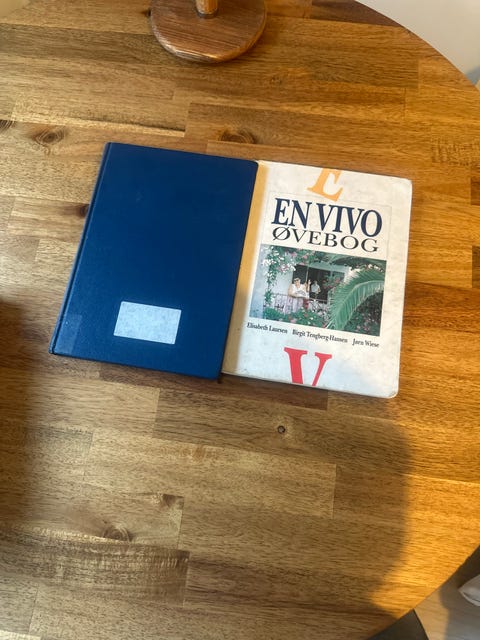 E
EN VIVO
ØVEBOG
Elisabeth Laursen Birgit Tengberg-Hansen Jørn Wiese
V